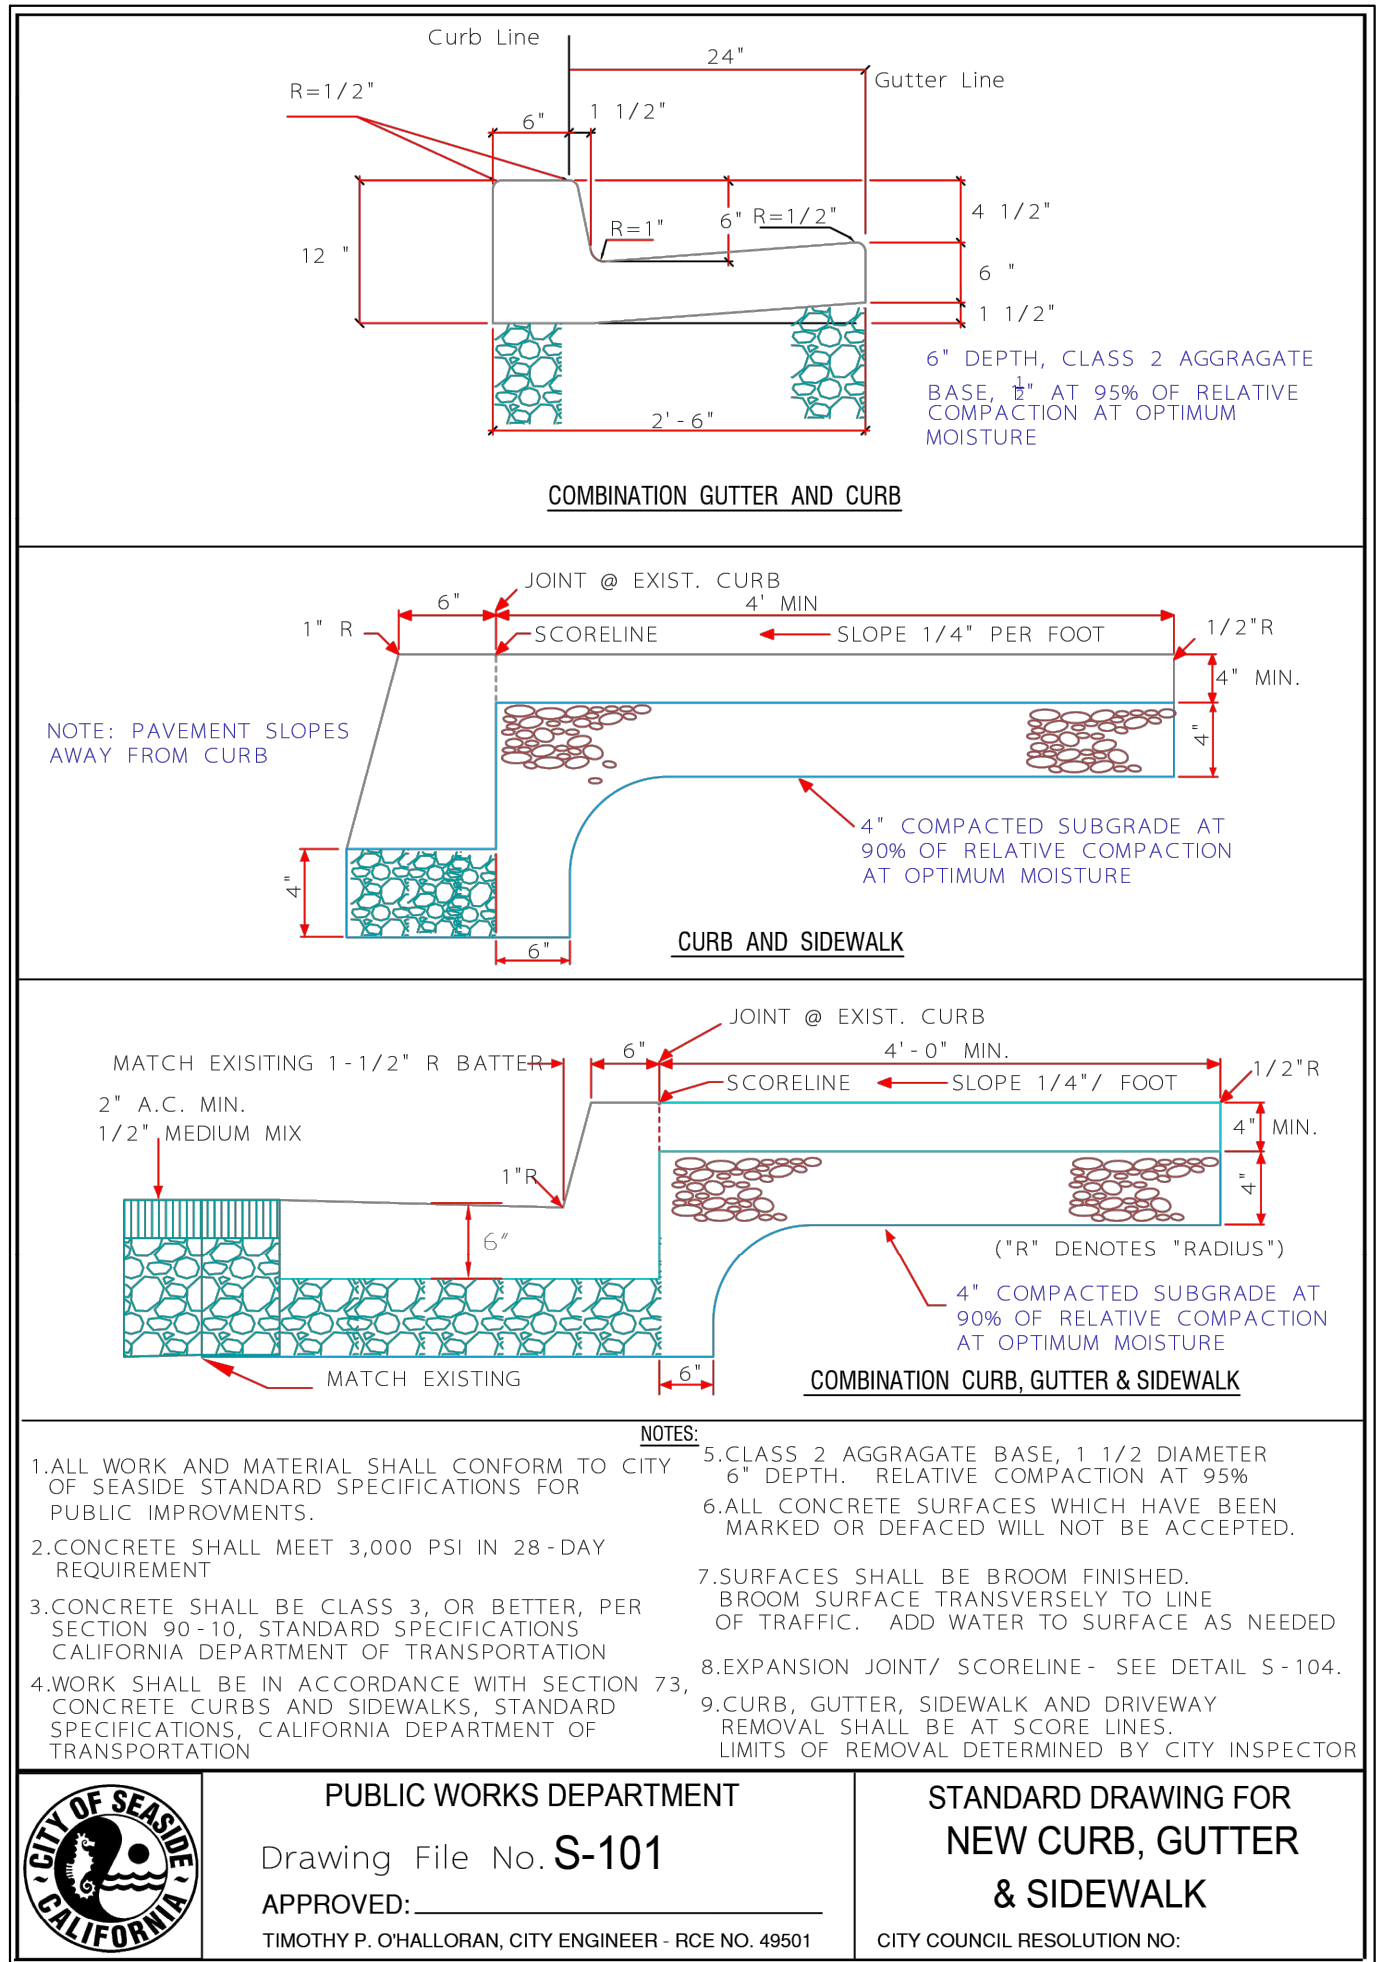 Curb Line
24"
Gutter Line
R=1/2"
6"
1 1/2"
12 "
R=1"
6"
R=1/2"
4 1/2"
6 "
1 1/2"
2'-6"
6" DEPTH, CLASS 2 AGGRAGATE
BASE, " AT 95% OF RELATIVE
COMPACTION AT OPTIMUM
MOISTURE
COMBINATION GUTTER AND CURB
JOINT @ EXIST. CURB
6"
4' MIN
1" R
SCORELINE
SLOPE 1/4" PER FOOT
1/2"R
4" MIN.
4"
NOTE: PAVEMENT SLOPES
AWAY FROM CURB
4" COMPACTED SUBGRADE AT
90% OF RELATIVE COMPACTION
AT OPTIMUM MOISTURE
4"
6"
CURB AND SIDEWALK
JOINT @ EXIST. CURB
MATCH EXISITING 1-1/2" R BATTER
6"
4'-0" MIN.
SCORELINE
SLOPE 1/4"/ FOOT
1/2"R
2" A.C. MIN.
1/2" MEDIUM MIX
4" MIN.
1"R
4"
6"
("R" DENOTES "RADIUS")
4" COMPACTED SUBGRADE AT
90% OF RELATIVE COMPACTION
AT OPTIMUM MOISTURE
MATCH EXISTING
6"
COMBINATION CURB, GUTTER & SIDEWALK
NOTES:
1.ALL WORK AND MATERIAL SHALL CONFORM TO CITY
OF SEASIDE STANDARD SPECIFICATIONS FOR
PUBLIC IMPROVMENTS.
2.CONCRETE SHALL MEET 3,000 PSI IN 28-DAY
REQUIREMENT
3.CONCRETE SHALL BE CLASS 3, OR BETTER, PER
SECTION 90-10, STANDARD SPECIFICATIONS
CALIFORNIA DEPARTMENT OF TRANSPORTATION
4.WORK SHALL BE IN ACCORDANCE WITH SECTION 73,
CONCRETE CURBS AND SIDEWALKS, STANDARD
SPECIFICATIONS, CALIFORNIA DEPARTMENT OF
TRANSPORTATION
5.CLASS 2 AGGRAGATE BASE, 1 1/2 DIAMETER
6" DEPTH. RELATIVE COMPACTION AT 95%
6.ALL CONCRETE SURFACES WHICH HAVE BEEN
MARKED OR DEFACED WILL NOT BE ACCEPTED.
7.SURFACES SHALL BE BROOM FINISHED.
BROOM SURFACE TRANSVERSELY TO LINE
OF TRAFFIC. ADD WATER TO SURFACE AS NEEDED
8.EXPANSION JOINT/ SCORELINE- SEE DETAIL S-104.
9.CURB, GUTTER, SIDEWALK AND DRIVEWAY
REMOVAL SHALL BE AT SCORE LINES.
LIMITS OF REMOVAL DETERMINED BY CITY INSPECTOR
CITY OF SEASIDE
CALIFORNIA
PUBLIC WORKS DEPARTMENT
Drawing File No. S-101
APPROVED:
TIMOTHY P. O'HALLORAN, CITY ENGINEER - RCE NO. 49501
STANDARD DRAWING FOR
NEW CURB, GUTTER
& SIDEWALK
CITY COUNCIL RESOLUTION NO: